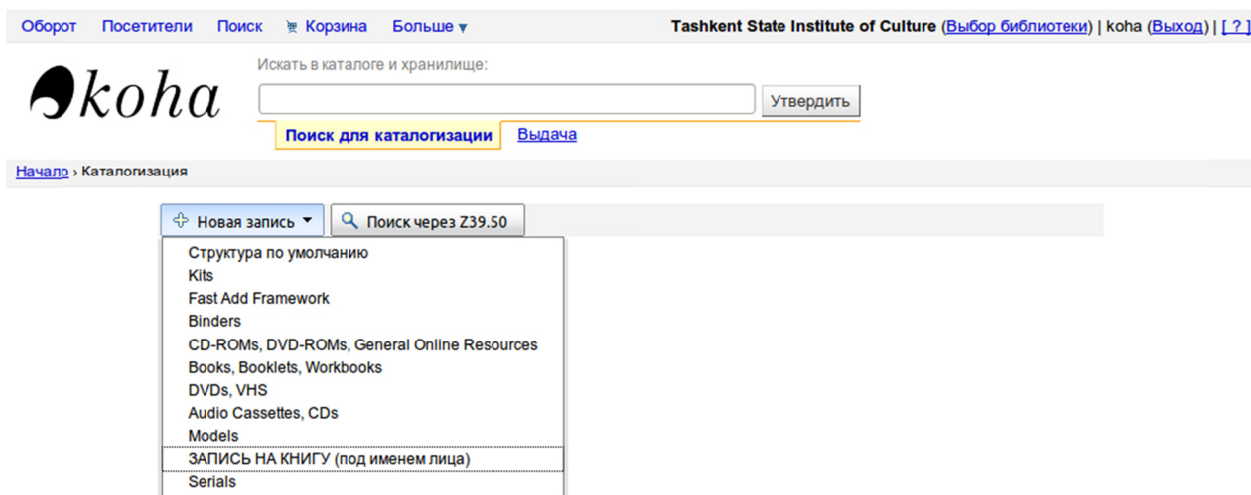 Оборот Посетители Поиск Корзина Больше ▼ Tashkent State Institute of Culture (Выбор библиотеки) | koha (Выход) | [ ? ]
Искать в каталоге и хранилище:
koha
Утвердить
Поиск для каталогизации Выдача
Начало › Каталогизация
Новая запись ▼ Поиск через Z39.50
Структура по умолчанию
Kits
Fast Add Framework
Binders
CD-ROMs, DVD-ROMs, General Online Resources
Books, Booklets, Workbooks
DVDs, VHS
Audio Cassettes, CDs
Models
ЗАПИСЬ НА КНИГУ (под именем лица)
Serials